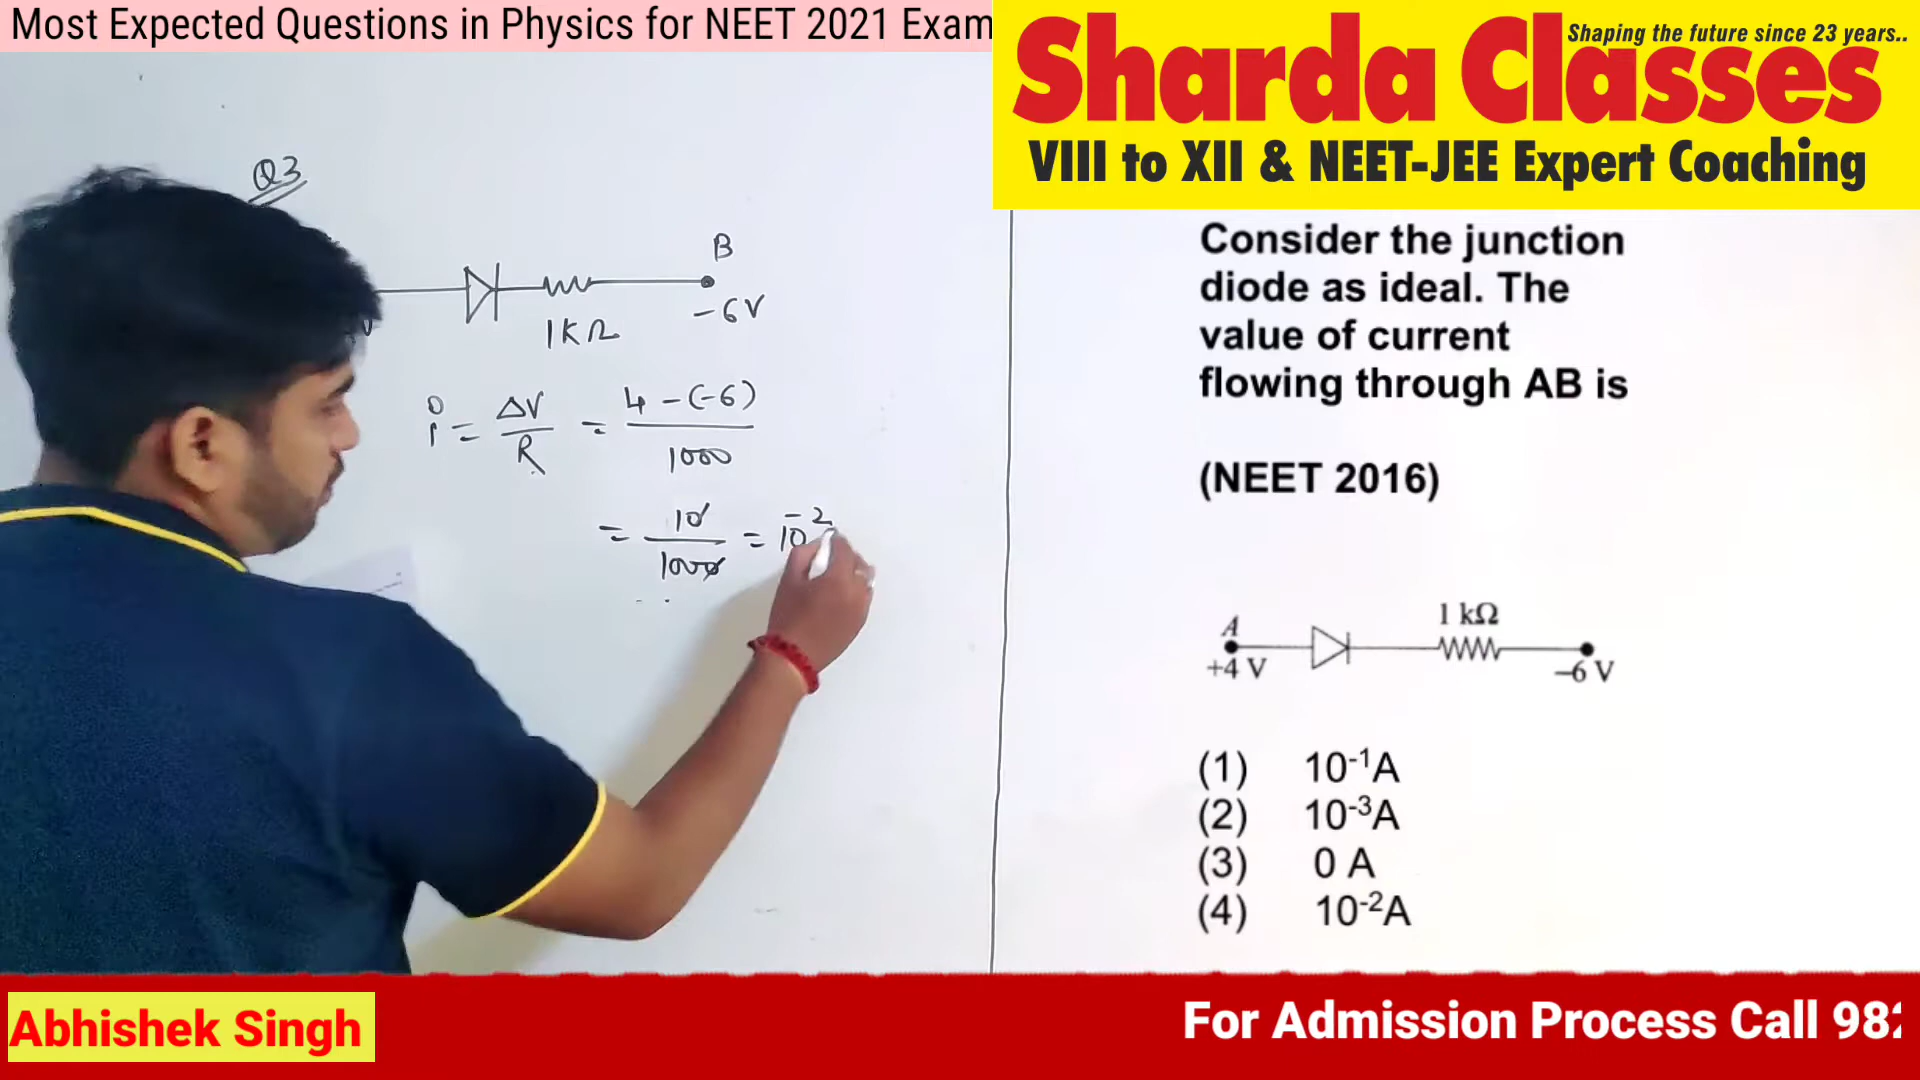 Most Expected Questions in Physics for NEET 2021 Exam
Shaping the future since 23 years..
Sharda Classes
VIII to XII & NEET-JEE Expert Coaching
Q3
B
-6V
1KΩ
i = ΔV/R = 4-(-6)/1000
= 10/1000 = 10⁻²
Consider the junction
diode as ideal. The
value of current
flowing through AB is
(NEET 2016)
1 kΩ
A
+4 V
–6 V
(1) 10⁻¹A
(2) 10⁻³A
(3) 0 A
(4) 10⁻²A
Abhishek Singh
For Admission Process Call 98